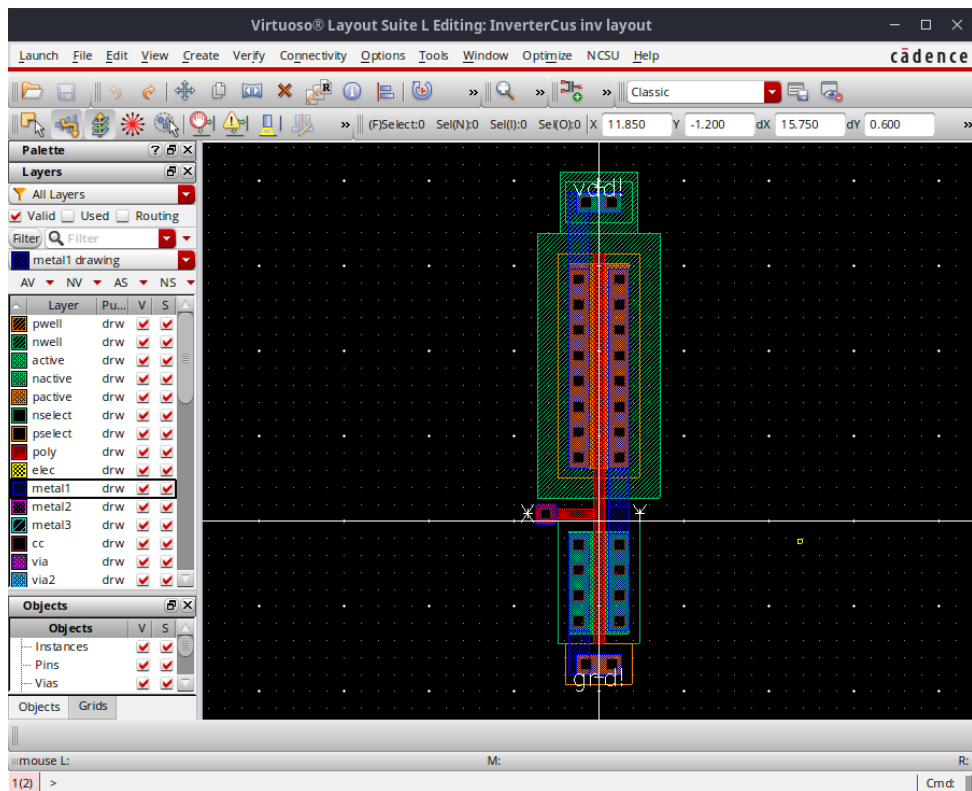 Virtuoso® Layout Suite L Editing: InverterCus inv layout
Launch File Edit View Create Verify Connectivity Options Tools Window Optimize NCSU Help
cādence
» » » Classic
» (F)Select:0 Sel(N):0 Sel(I):0 Sel(O):0 X 11.850 Y -1.200 dX 15.750 dY 0.600 »
Palette
Layers
All Layers
Valid Used Routing
Filter Filter
metal1 drawing
AV NV AS NS
Layer Pu... V S
pwell drw
nwell drw
active drw
nactive drw
pactive drw
nselect drw
pselect drw
poly drw
elec drw
metal1 drw
metal2 drw
metal3 drw
cc drw
via drw
via2 drw
Objects
Objects V S
Instances
Pins
Vias
Objects Grids
vdd!
gnd!
mouse L: M: R:
1(2) > Cmd: